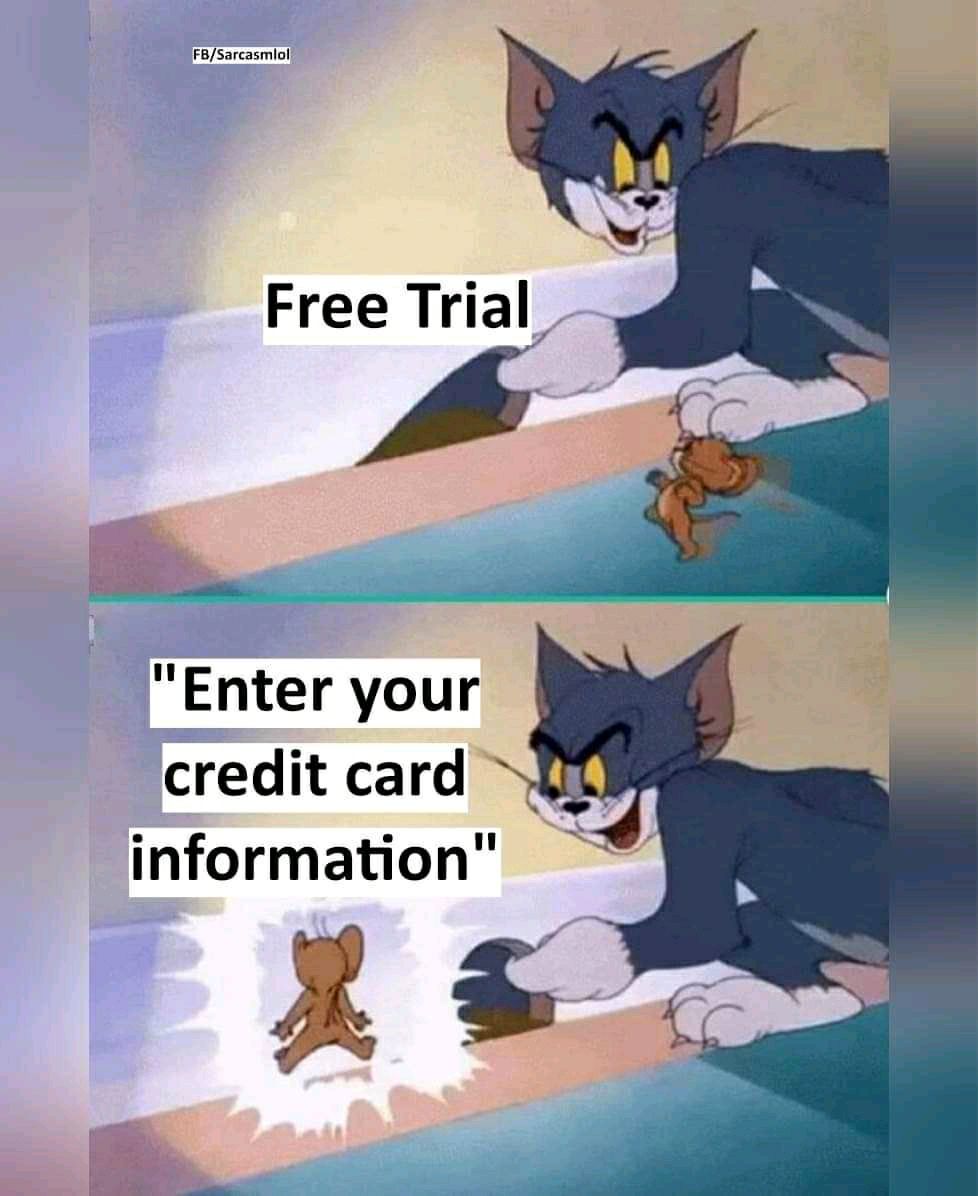 FB/Sarcasmlol
Free Trial
"Enter your
credit card
information"